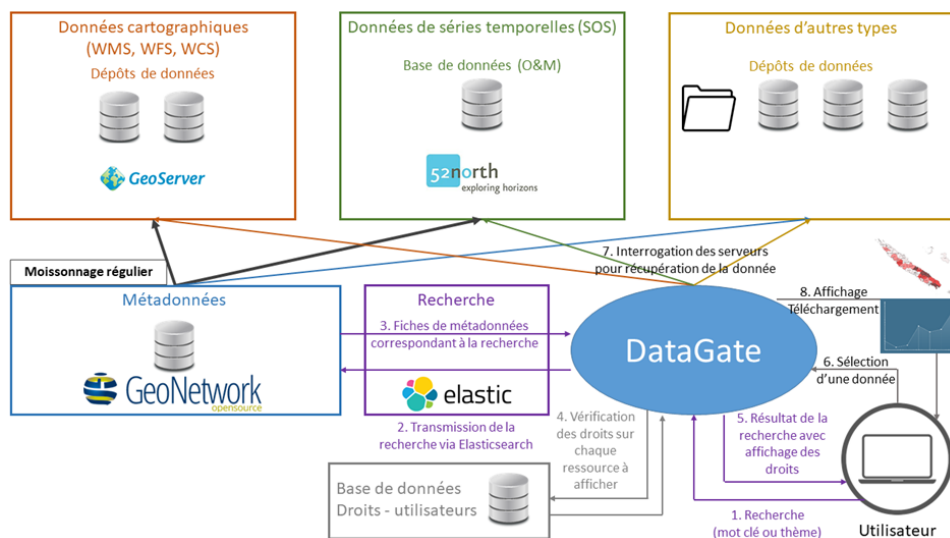 Données cartographiques
(WMS, WFS, WCS)
Dépôts de données
GeoServer
Données de séries temporelles (SOS)
Base de données (O&M)
52north
exploring horizons
Données d'autres types
Dépôts de données
Moissonnage régulier
7. Interrogation des serveurs
pour récupération de la donnée
Métadonnées
GeoNetwork
opensource
Recherche
3. Fiches de métadonnées
correspondant à la recherche
elastic
2. Transmission de la
recherche via Elasticsearch
DataGate
8. Affichage
Téléchargement
6. Sélection
d'une donnée
4. Vérification
des droits sur
chaque
ressource à
afficher
5. Résultat de la
recherche avec
affichage des
droits
Base de données
Droits - utilisateurs
1. Recherche
(mot clé ou thème)
Utilisateur